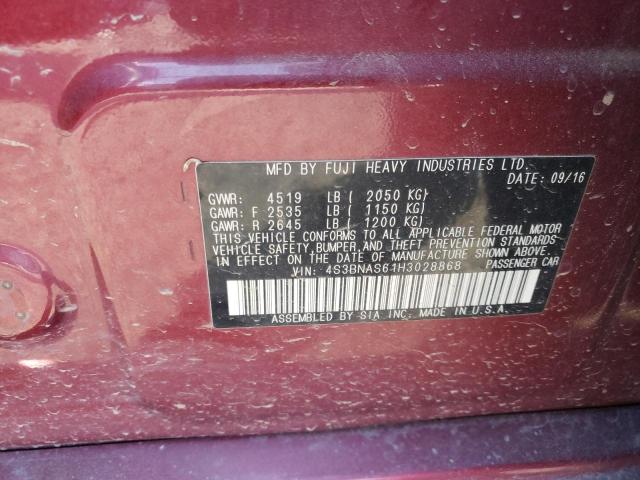 MFD BY FUJI HEAVY INDUSTRIES LTD.
DATE: 09/16
GVWR: 4519 LB ( 2050 KG)
GAWR: F 2535 LB ( 1150 KG)
GAWR: R 2645 LB ( 1200 KG)
THIS VEHICLE CONFORMS TO ALL APPLICABLE FEDERAL MOTOR
VEHICLE SAFETY, BUMPER, AND THEFT PREVENTION STANDARDS
IN EFFECT ON THE DATE OF MANUFACTURE SHOWN ABOVE.
VIN: 4S3BNAS61H3028868 PASSENGER CAR
ASSEMBLED BY SIA INC. MADE IN U.S.A.